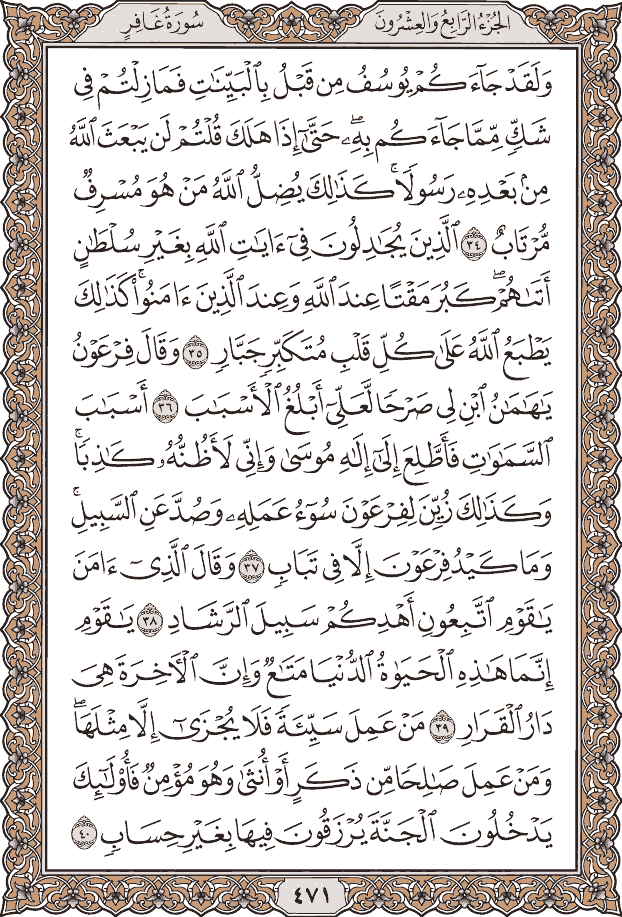 الجُزْءُ الرَّابِعُ وَالعِشْرُونَ
سُورَةُ غَافِرٍ
وَلَقَدْ جَآءَكُمْ يُوسُفُ مِن قَبْلُ بِٱلْبَيِّنَٰتِ فَمَا زِلْتُمْ فِى
شَكٍّ مِّمَّا جَآءَكُم بِهِۦۖ حَتَّىٰٓ إِذَا هَلَكَ قُلْتُمْ لَن يَبْعَثَ ٱللَّهُ
مِنۢ بَعْدِهِۦ رَسُولًاۚ كَذَٰلِكَ يُضِلُّ ٱللَّهُ مَنْ هُوَ مُسْرِفٌ
مُّرْتَابٌ ٣٤ ٱلَّذِينَ يُجَٰدِلُونَ فِىٓ ءَايَٰتِ ٱللَّهِ بِغَيْرِ سُلْطَٰنٍ
أَتَىٰهُمْۖ كَبُرَ مَقْتًا عِندَ ٱللَّهِ وَعِندَ ٱلَّذِينَ ءَامَنُوا۟ۚ كَذَٰلِكَ
يَطْبَعُ ٱللَّهُ عَلَىٰ كُلِّ قَلْبِ مُتَكَبِّرٍ جَبَّارٍ ٣٥ وَقَالَ فِرْعَوْنُ
يَٰهَٰمَٰنُ ٱبْنِ لِى صَرْحًا لَّعَلِّىٓ أَبْلُغُ ٱلْأَسْبَٰبَ ٣٦ أَسْبَٰبَ
ٱلسَّمَٰوَٰتِ فَأَطَّلِعَ إِلَىٰٓ إِلَٰهِ مُوسَىٰ وَإِنِّى لَأَظُنُّهُۥ كَٰذِبًاۚ
وَكَذَٰلِكَ زُيِّنَ لِفِرْعَوْنَ سُوٓءُ عَمَلِهِۦ وَصُدَّ عَنِ ٱلسَّبِيلِۚ
وَمَا كَيْدُ فِرْعَوْنَ إِلَّا فِى تَبَابٍ ٣٧ وَقَالَ ٱلَّذِىٓ ءَامَنَ
يَٰقَوْمِ ٱتَّبِعُونِ أَهْدِكُمْ سَبِيلَ ٱلرَّشَادِ ٣٨ يَٰقَوْمِ
إِنَّمَا هَٰذِهِ ٱلْحَيَوٰةُ ٱلدُّنْيَا مَتَٰعٌ وَإِنَّ ٱلْءَاخِرَةَ هِىَ
دَارُ ٱلْقَرَارِ ٣٩ مَنْ عَمِلَ سَيِّئَةً فَلَا يُجْزَىٰٓ إِلَّا مِثْلَهَاۖ
وَمَنْ عَمِلَ صَٰلِحًا مِّن ذَكَرٍ أَوْ أُنثَىٰ وَهُوَ مُؤْمِنٌ فَأُو۟لَٰٓئِكَ
يَدْخُلُونَ ٱلْجَنَّةَ يُرْزَقُونَ فِيهَا بِغَيْرِ حِسَابٍ ٤٠
٤٧١